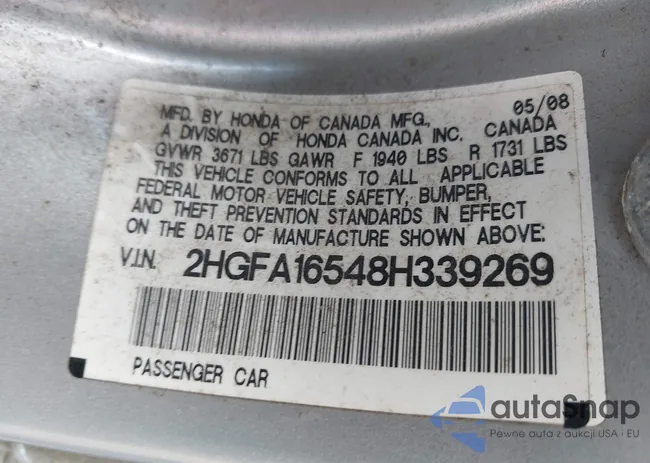 MFD. BY HONDA OF CANADA MFG., 05/08
A DIVISION OF HONDA CANADA INC. CANADA
GVWR 3671 LBS GAWR F 1940 LBS R 1731 LBS
THIS VEHICLE CONFORMS TO ALL APPLICABLE
FEDERAL MOTOR VEHICLE SAFETY, BUMPER,
AND THEFT PREVENTION STANDARDS IN EFFECT
ON THE DATE OF MANUFACTURE SHOWN ABOVE:
V.I.N. 2HGFA16548H339269
PASSENGER CAR
autaSnap
Pewne auta z aukcji USA - EU